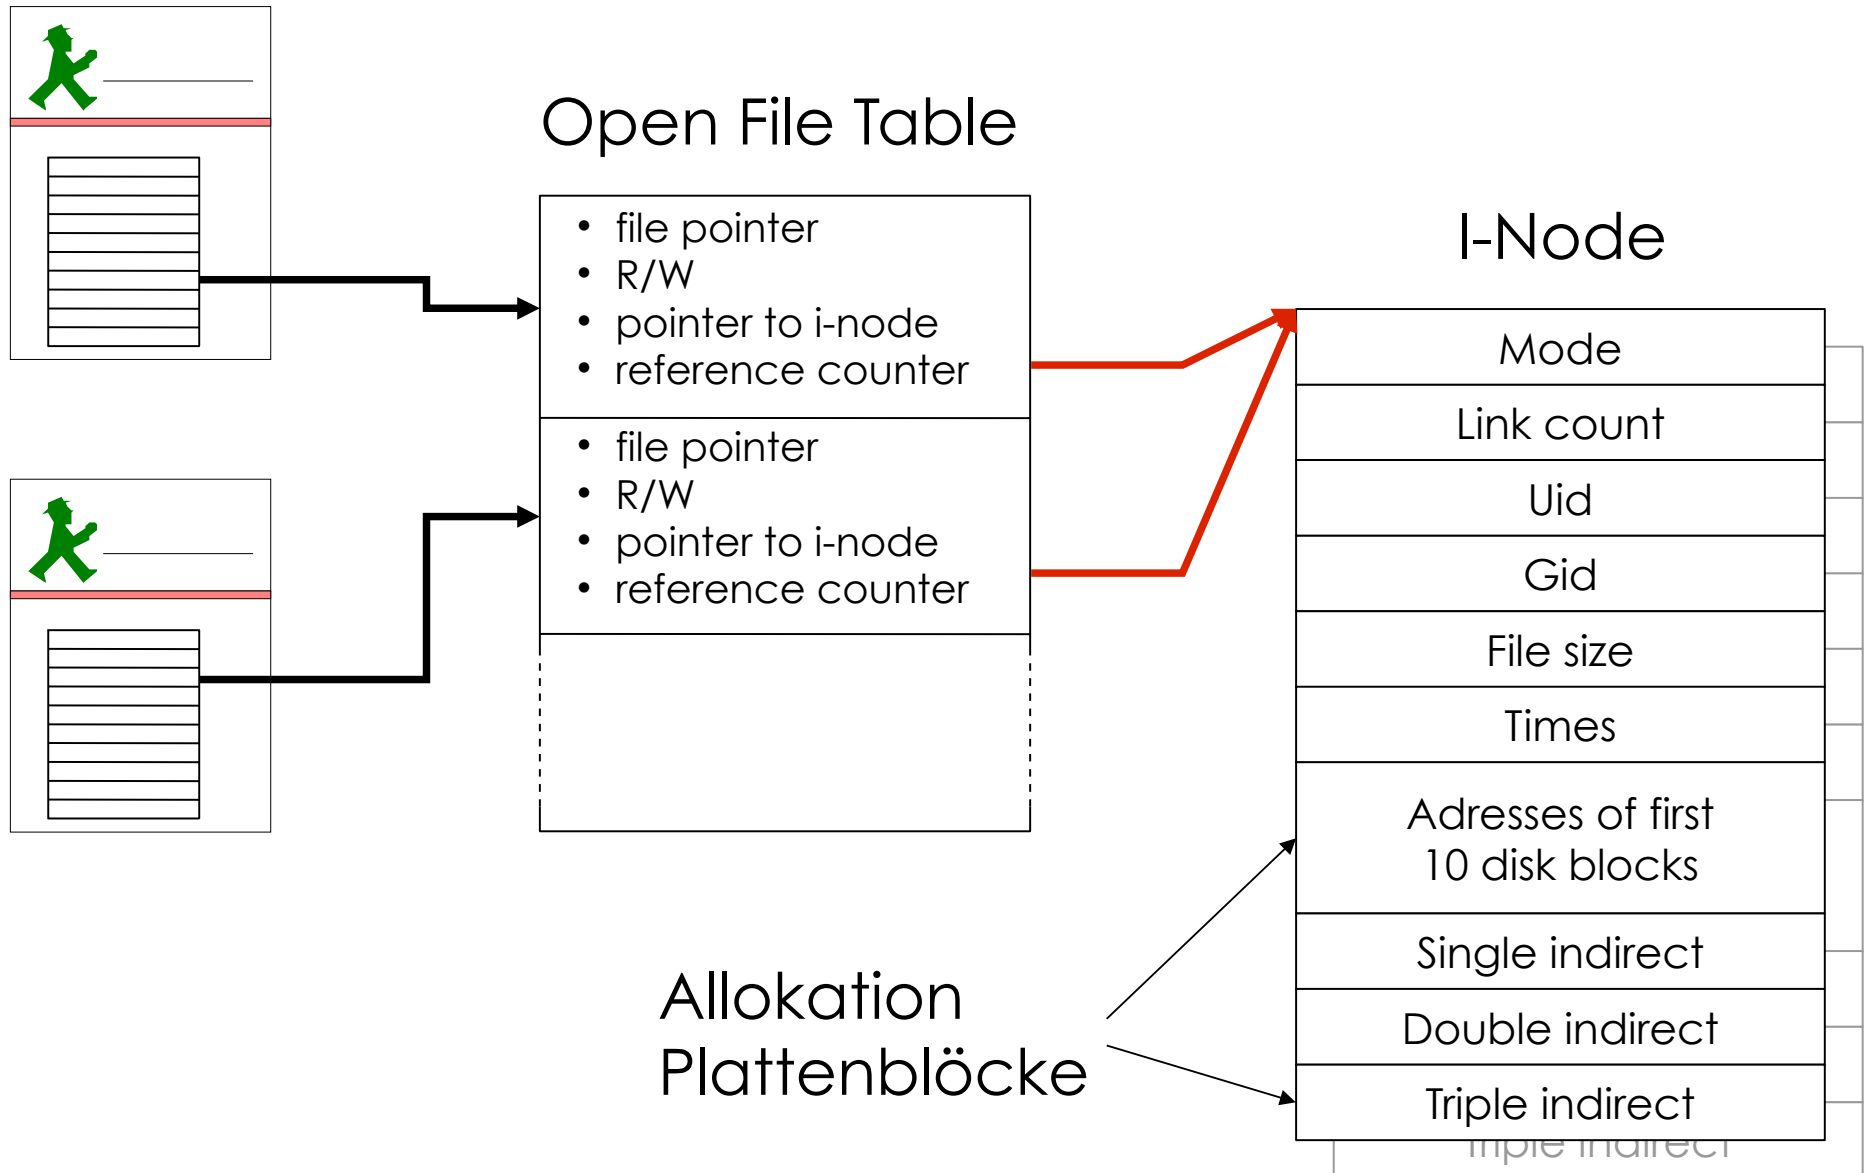 Open File Table
• file pointer
• R/W
• pointer to i-node
• reference counter
• file pointer
• R/W
• pointer to i-node
• reference counter
I-Node
Mode
Link count
Uid
Gid
File size
Times
Adresses of first
10 disk blocks
Single indirect
Double indirect
Triple indirect
Triple indirect
Allokation
Plattenblöcke